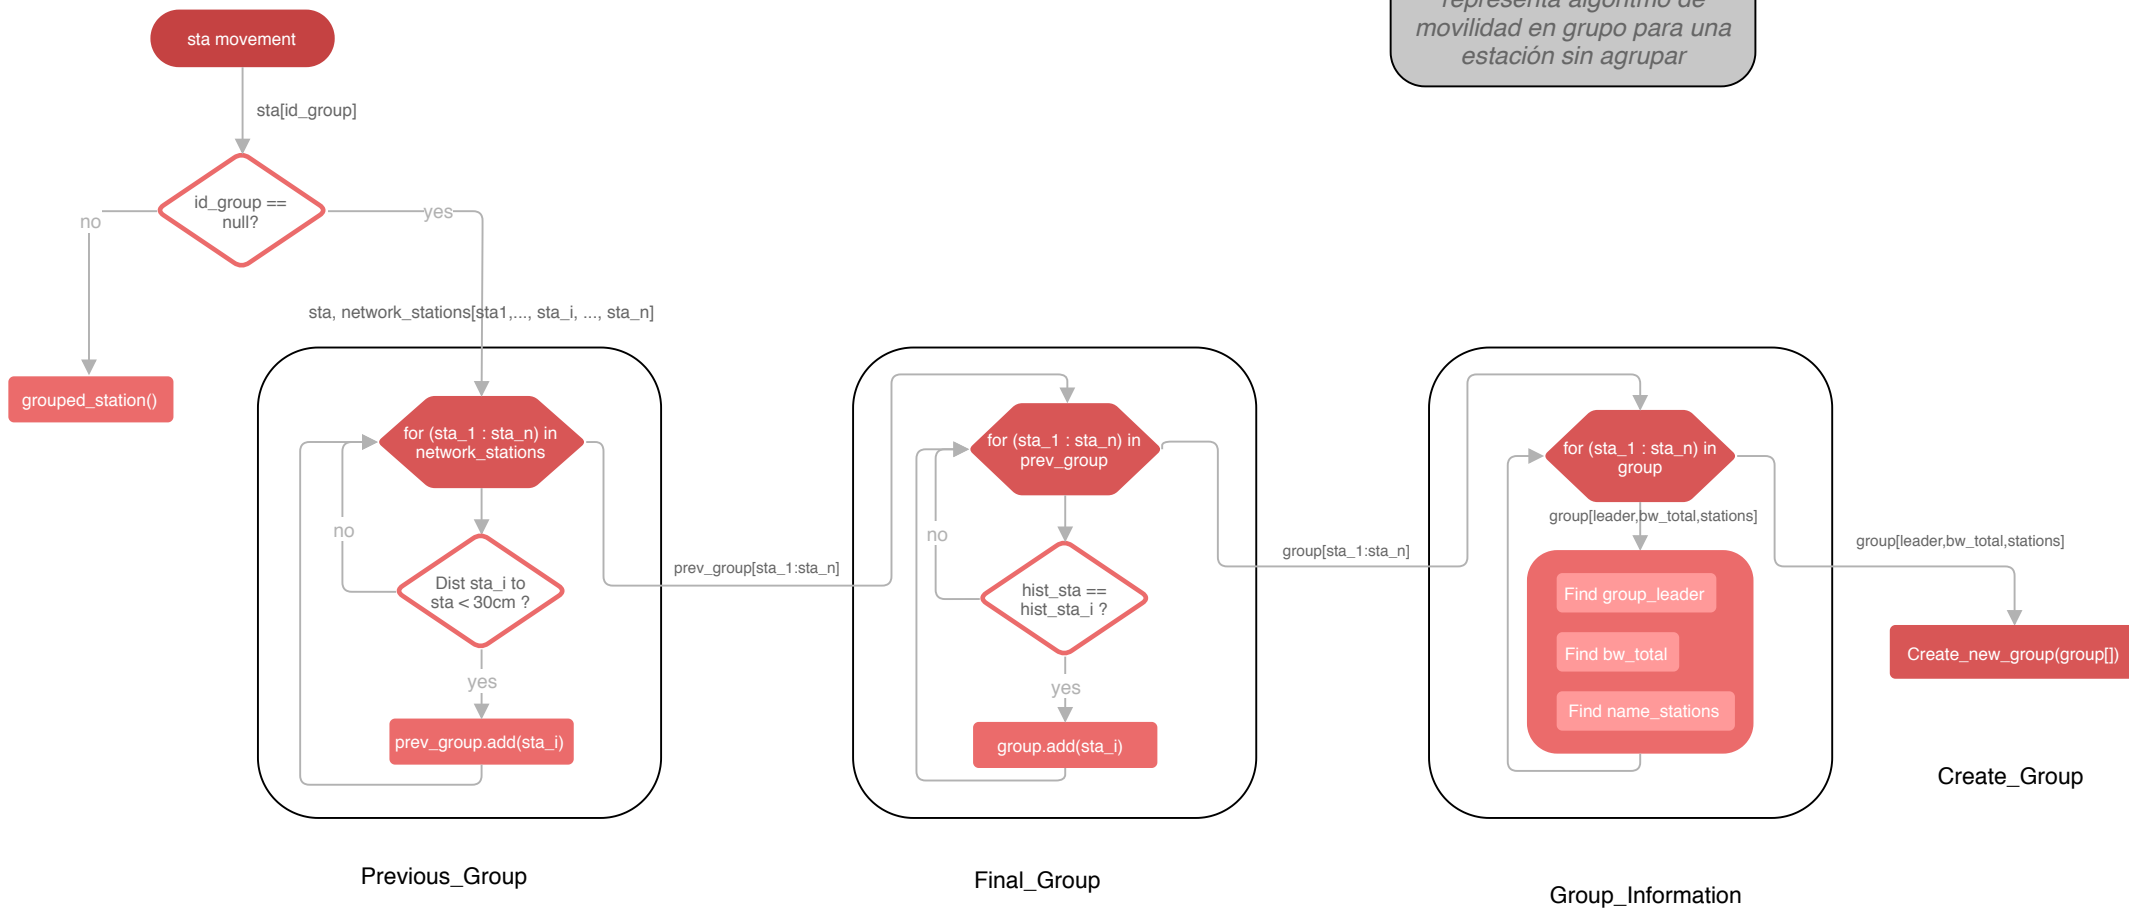 representa algoritmo de
movilidad en grupo para una
estación sin agrupar
sta movement
sta[id_group]
id_group ==
null?
no
yes
sta, network_stations[sta1,..., sta_i, ..., sta_n]
grouped_station()
for (sta_1 : sta_n) in
network_stations
no
Dist sta_i to
sta < 30cm ?
yes
prev_group.add(sta_i)
Previous_Group
prev_group[sta_1:sta_n]
for (sta_1 : sta_n) in
prev_group
no
hist_sta ==
hist_sta_i ?
yes
group.add(sta_i)
Final_Group
group[sta_1:sta_n]
for (sta_1 : sta_n) in
group
group[leader,bw_total,stations]
Find group_leader
Find bw_total
Find name_stations
Group_Information
group[leader,bw_total,stations]
Create_new_group(group[])
Create_Group